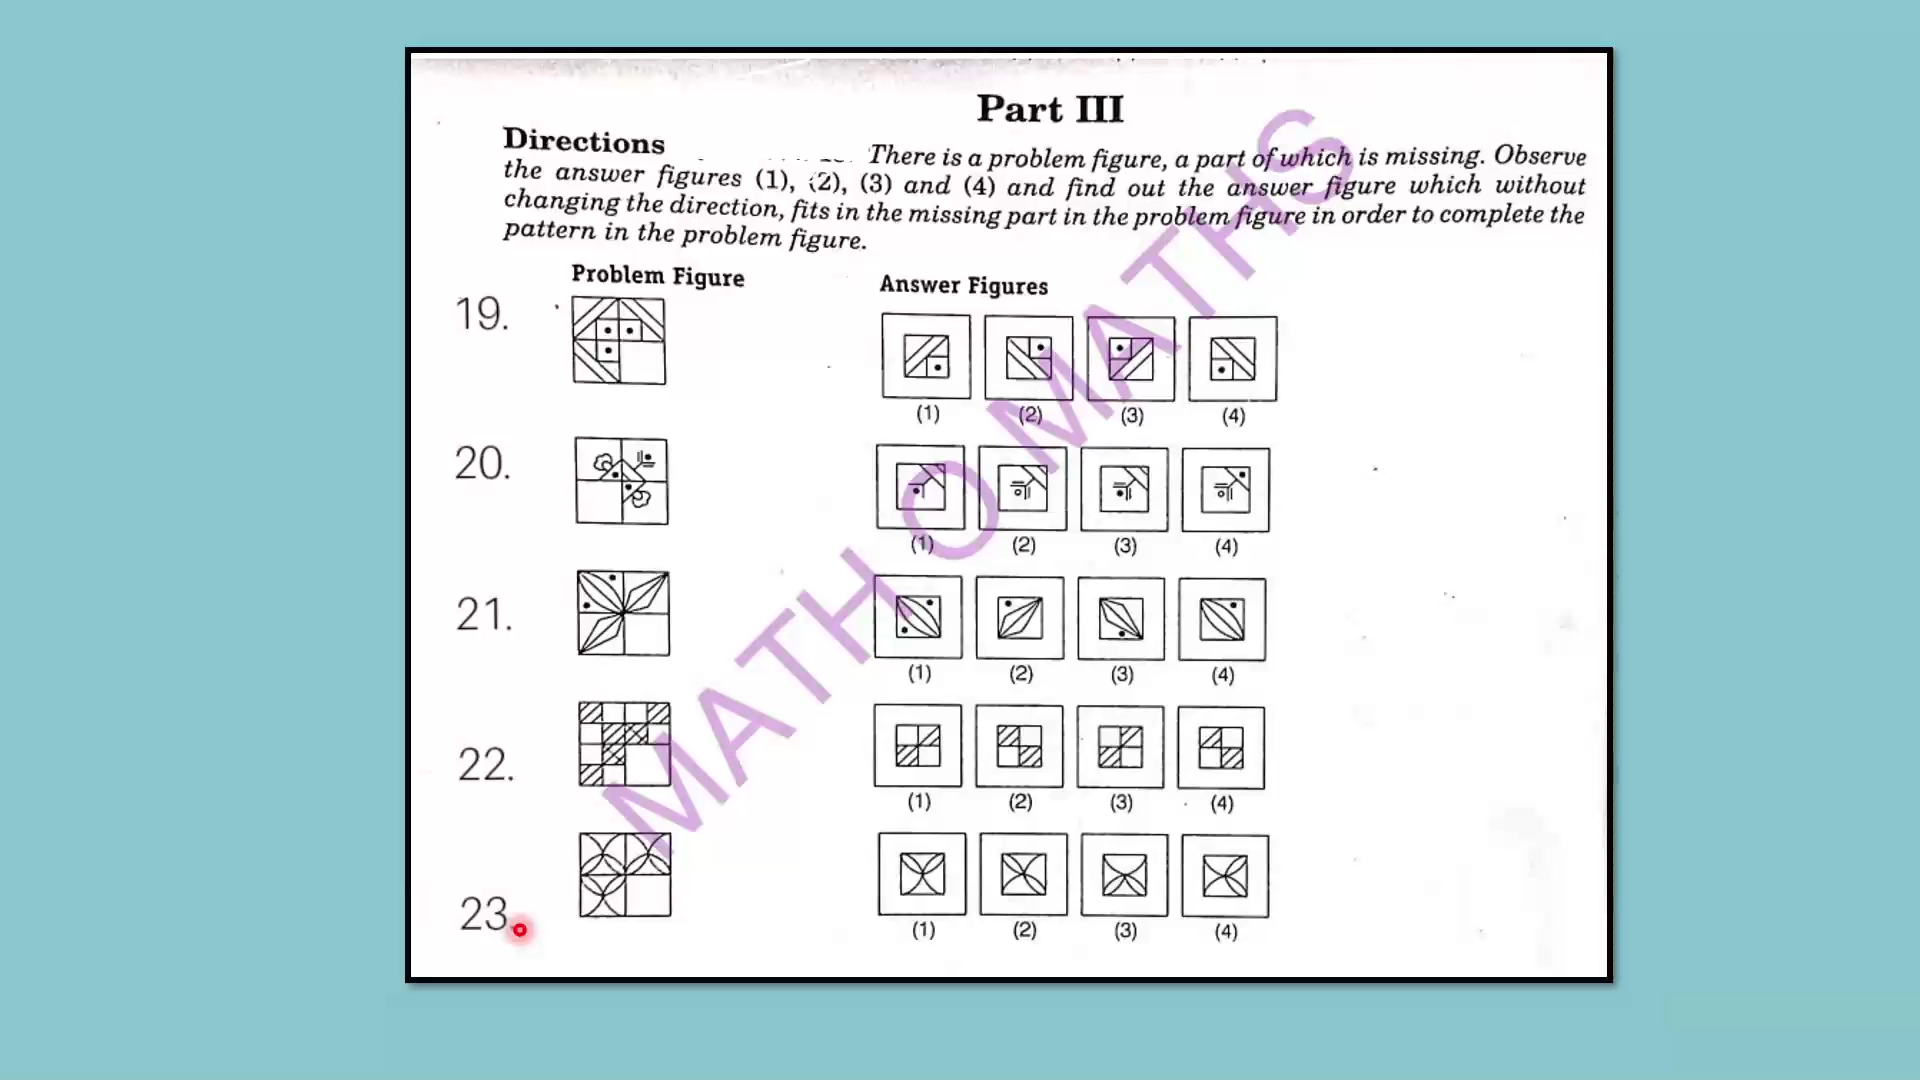 Part III
Directions There is a problem figure, a part of which is missing. Observe
the answer figures (1), (2), (3) and (4) and find out the answer figure which without
changing the direction, fits in the missing part in the problem figure in order to complete the
pattern in the problem figure.
Problem Figure Answer Figures
19.
(1) (2) (3) (4)
20.
(1) (2) (3) (4)
21.
(1) (2) (3) (4)
22.
(1) (2) (3) (4)
23.
(1) (2) (3) (4)
MATH O MATHS